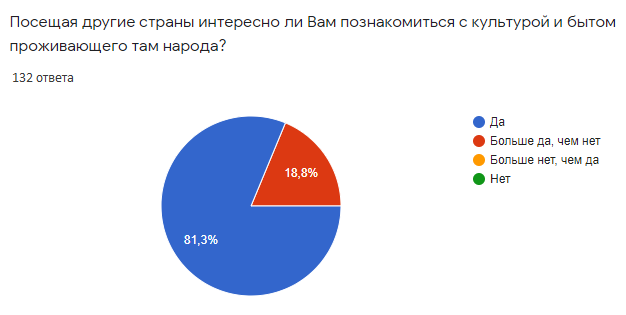 Посещая другие страны интересно ли Вам познакомиться с культурой и бытом
проживающего там народа?
132 ответа
Да
Больше да, чем нет
Больше нет, чем да
Нет
18,8%
81,3%